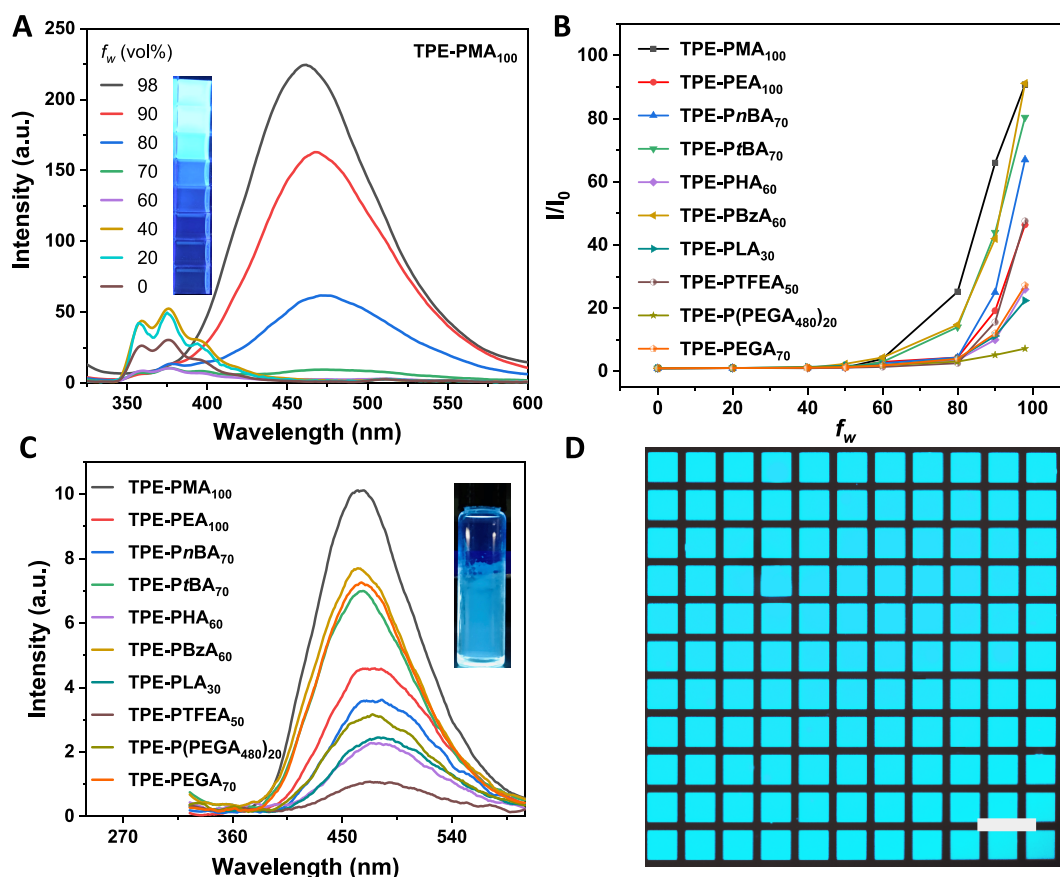 A
f_w (vol%)
98
90
80
70
60
40
20
0
TPE-PMA₁₀₀
250
225
200
175
150
125
100
75
50
25
0
350
400
450
500
550
600
Intensity (a.u.)
Wavelength (nm)
B
TPE-PMA₁₀₀
TPE-PEA₁₀₀
TPE-PnBA₇₀
TPE-PtBA₇₀
TPE-PHA₆₀
TPE-PBzA₆₀
TPE-PLA₃₀
TPE-PTFEA₅₀
TPE-P(PEGA₄₈₀)₂₀
TPE-PEGA₇₀
100
80
60
40
20
0
0
20
40
60
80
100
I/I₀
f_w
C
TPE-PMA₁₀₀
TPE-PEA₁₀₀
TPE-PnBA₇₀
TPE-PtBA₇₀
TPE-PHA₆₀
TPE-PBzA₆₀
TPE-PLA₃₀
TPE-PTFEA₅₀
TPE-P(PEGA₄₈₀)₂₀
TPE-PEGA₇₀
10
8
6
4
2
0
270
360
450
540
Intensity (a.u.)
Wavelength (nm)
D